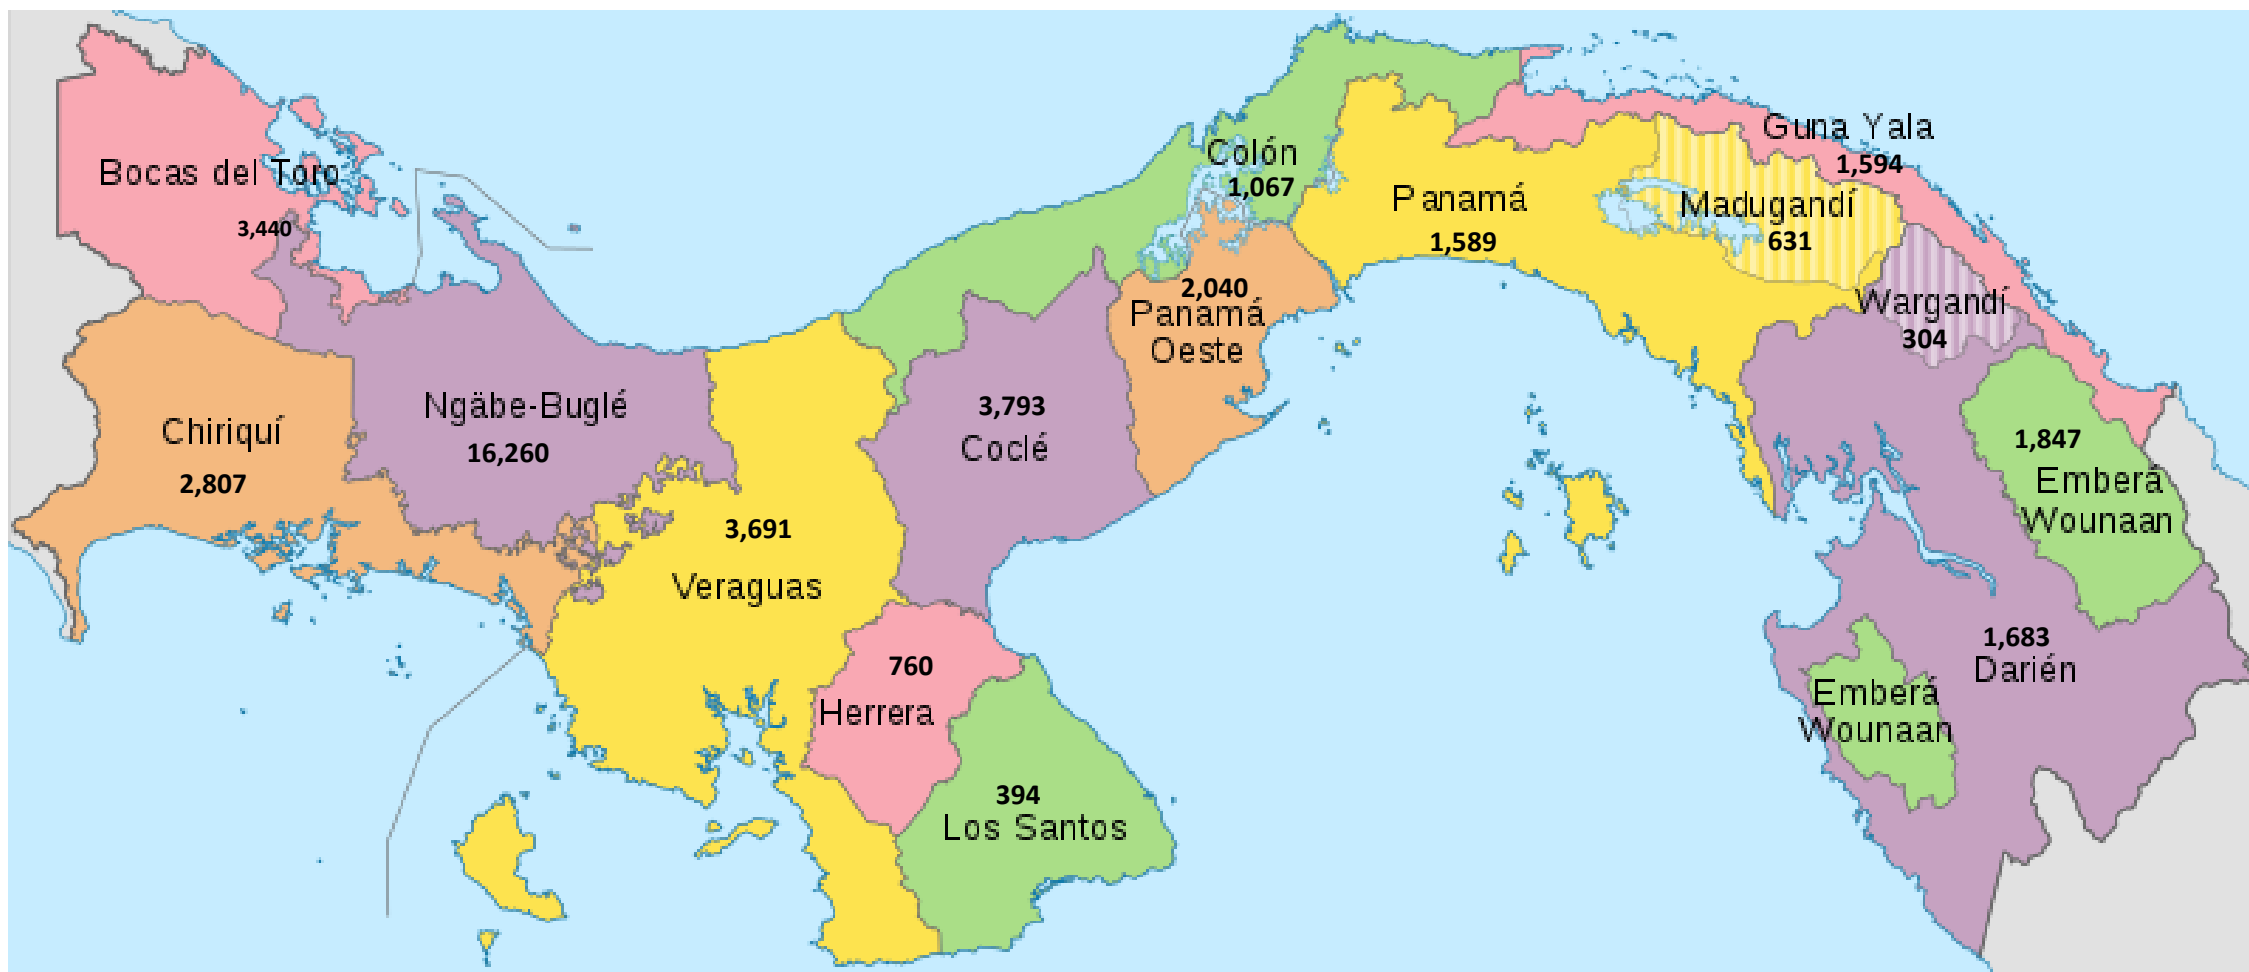 Bocas del Toro
3,440
Chiriquí
2,807
Ngäbe-Buglé
16,260
Veraguas
3,691
Coclé
3,793
Colón
1,067
2,040
Panamá
Oeste
Panamá
1,589
Guna Yala
1,594
Madugandí
631
Wargandí
304
1,847
Emberá
Wounaan
1,683
Darién
Emberá
Wounaan
760
Herrera
394
Los Santos